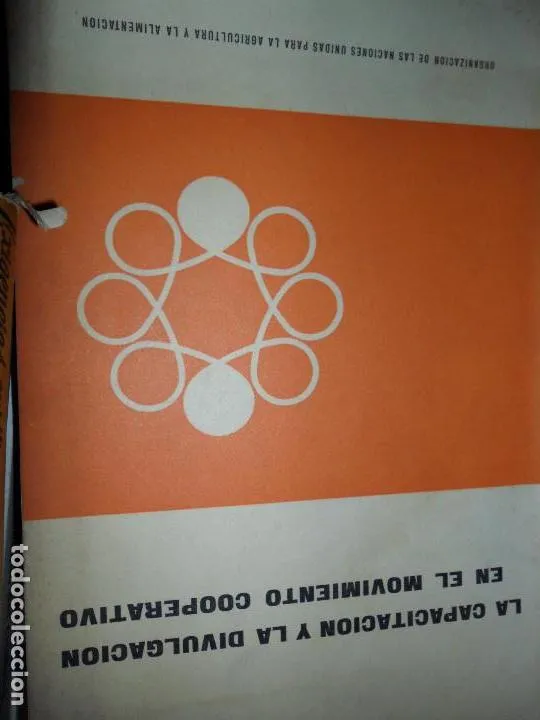 LA CAPACITACION Y LA DIVULGACION
EN EL MOVIMIENTO COOPERATIVO
ORGANIZACION DE LAS NACIONES UNIDAS PARA LA AGRICULTURA Y LA ALIMENTACION
todocoleccion.net